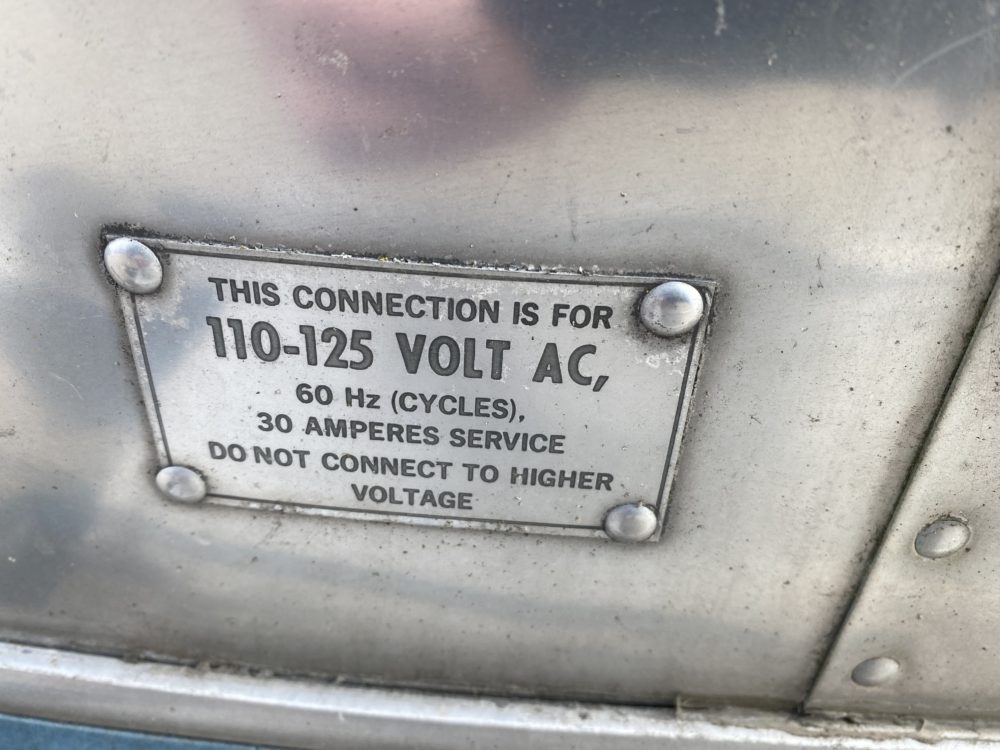 THIS CONNECTION IS FOR
110-125 VOLT AC,
60 Hz (CYCLES),
30 AMPERES SERVICE
DO NOT CONNECT TO HIGHER
VOLTAGE